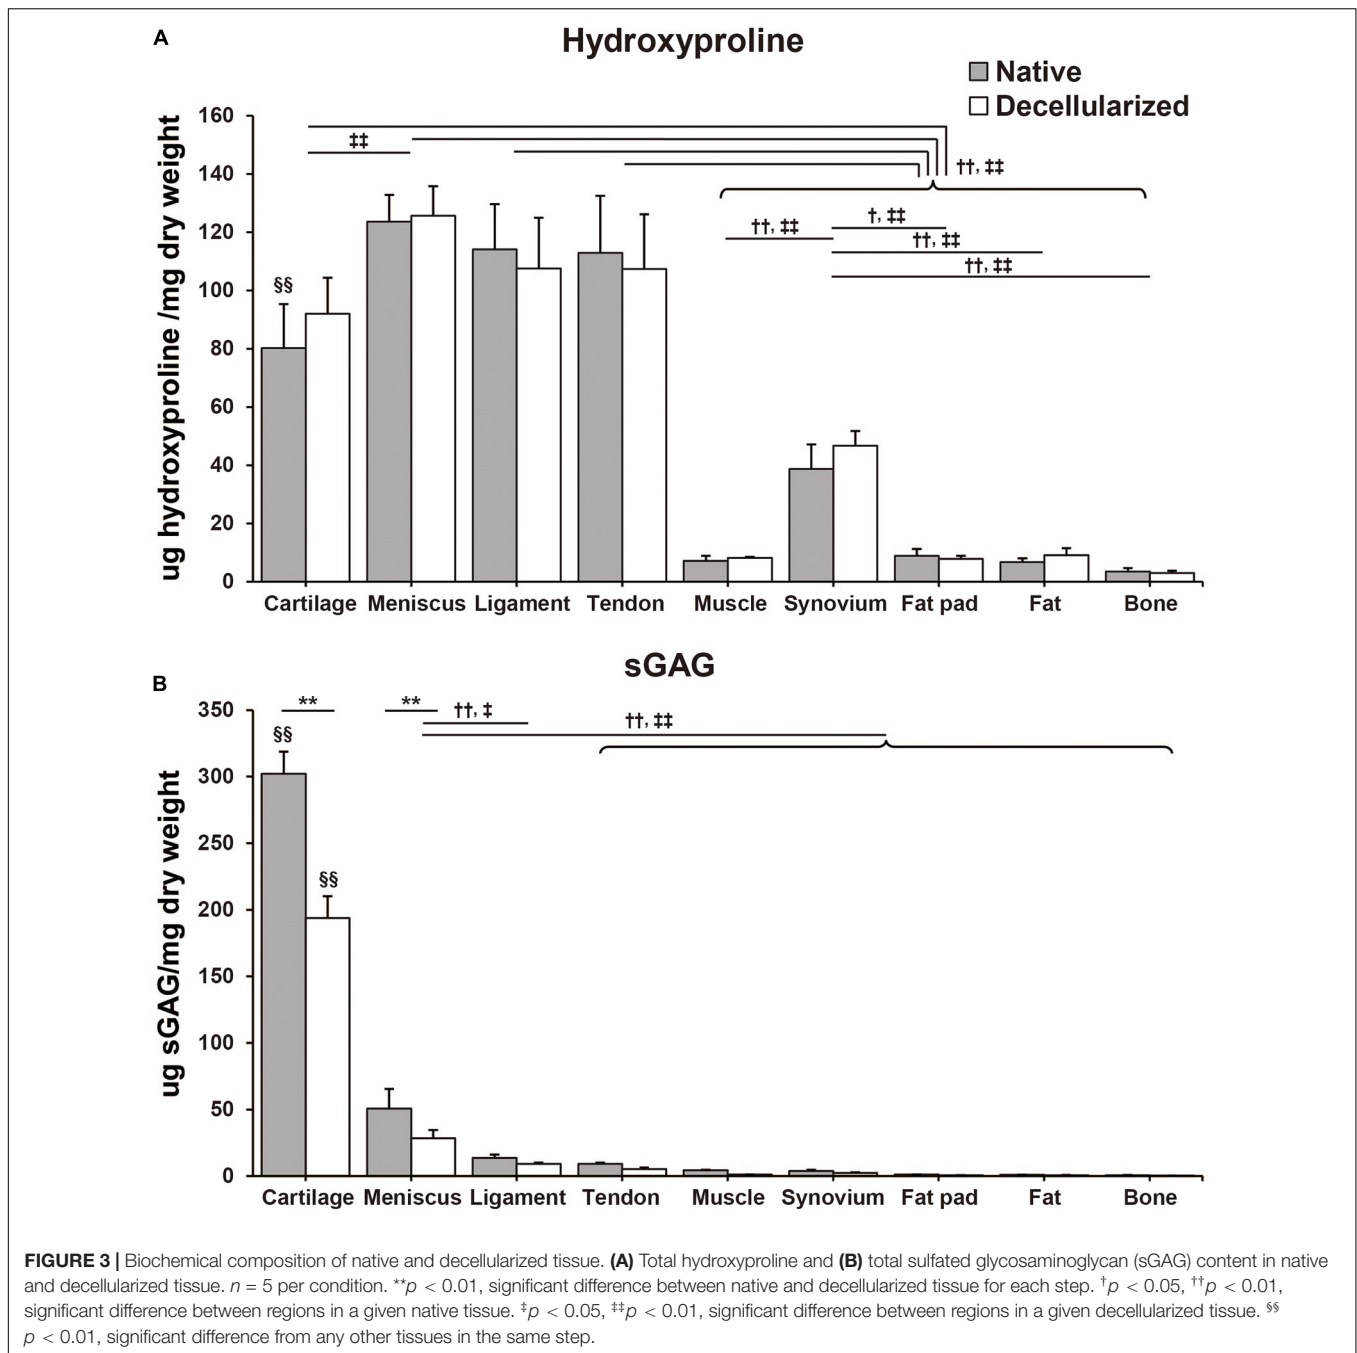 A
Hydroxyproline
Native
Decellularized
ug hydroxyproline /mg dry weight
160
140
120
100
80
60
40
20
0
‡‡
††, ‡‡
††, ‡‡
†, ‡‡
††, ‡‡
††, ‡‡
§§
Cartilage Meniscus Ligament Tendon Muscle Synovium Fat pad Fat Bone
B
sGAG
ug sGAG/mg dry weight
350
300
250
200
150
100
50
0
** ** ††, ‡ ††, ‡‡
§§
§§
Cartilage Meniscus Ligament Tendon Muscle Synovium Fat pad Fat Bone
FIGURE 3 | Biochemical composition of native and decellularized tissue. (A) Total hydroxyproline and (B) total sulfated glycosaminoglycan (sGAG) content in native
and decellularized tissue. n = 5 per condition. **p < 0.01, significant difference between native and decellularized tissue for each step. †p < 0.05, ††p < 0.01,
significant difference between regions in a given native tissue. ‡p < 0.05, ‡‡p < 0.01, significant difference between regions in a given decellularized tissue. §§
p < 0.01, significant difference from any other tissues in the same step.